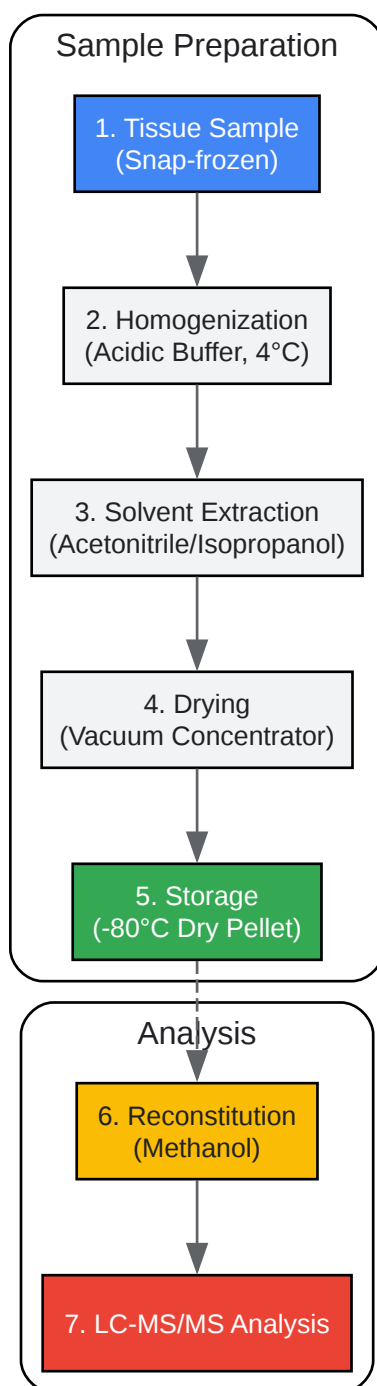 Sample Preparation
1. Tissue Sample
(Snap-frozen)
2. Homogenization
(Acidic Buffer, 4°C)
3. Solvent Extraction
(Acetonitrile/Isopropanol)
4. Drying
(Vacuum Concentrator)
5. Storage
(-80°C Dry Pellet)
Analysis
6. Reconstitution
(Methanol)
7. LC-MS/MS Analysis